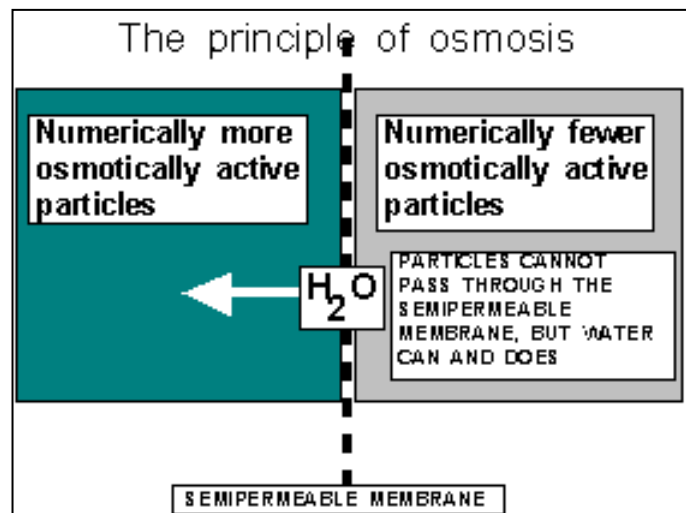 The principle of osmosis
Numerically more
osmotically active
particles
Numerically fewer
osmotically active
particles
H2O
PARTICLES CANNOT
PASS THROUGH THE
SEMIPERMEABLE
MEMBRANE, BUT WATER
CAN AND DOES
SEMIPERMEABLE MEMBRANE